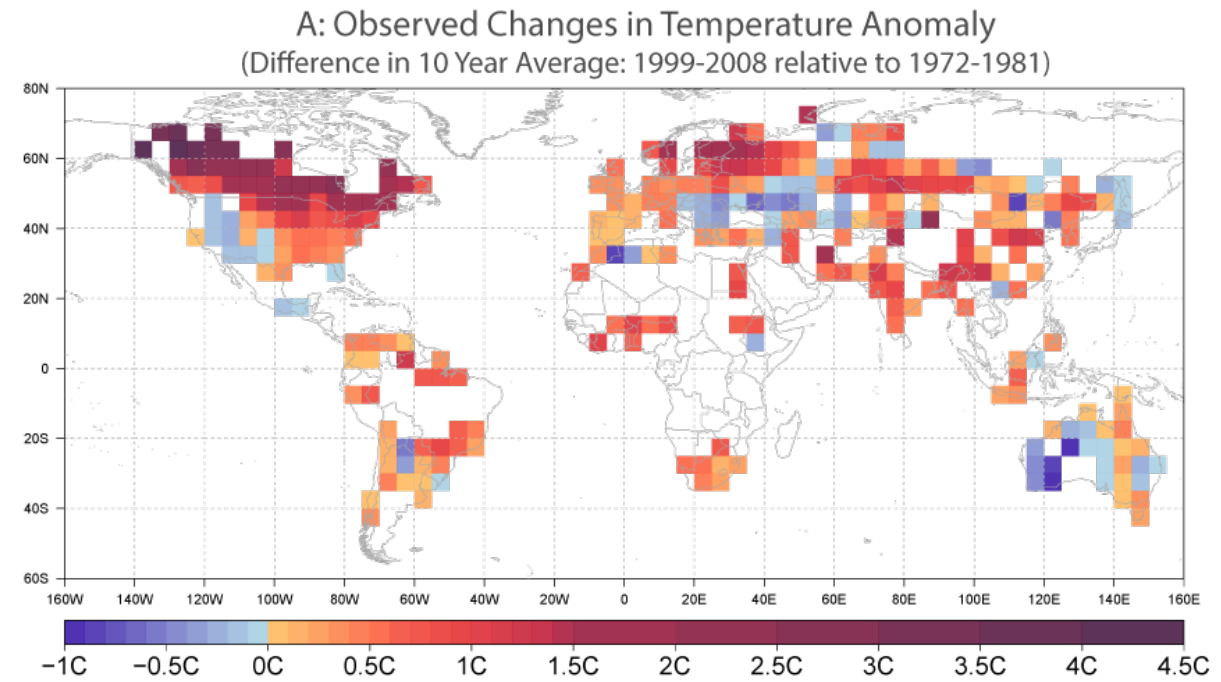 A: Observed Changes in Temperature Anomaly
(Difference in 10 Year Average: 1999-2008 relative to 1972-1981)
80N
60N
40N
20N
0
20S
40S
60S
160W 140W 120W 100W 80W 60W 40W 20W 0 20E 40E 60E 80E 100E 120E 140E 160E
−1C −0.5C 0C 0.5C 1C 1.5C 2C 2.5C 3C 3.5C 4C 4.5C